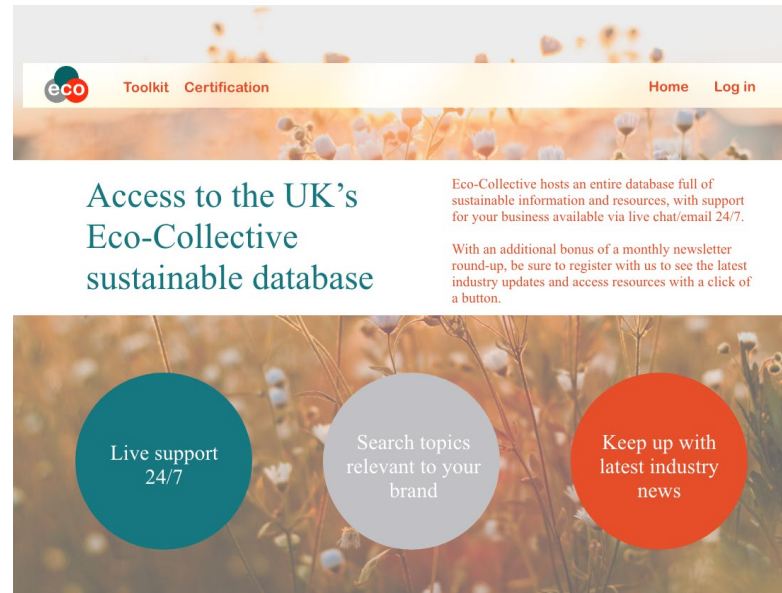 eco
Toolkit Certification
Home Log in
Access to the UK’s
Eco-Collective
sustainable database
Eco-Collective hosts an entire database full of
sustainable information and resources, with support
for your business available via live chat/email 24/7.
With an additional bonus of a monthly newsletter
round-up, be sure to register with us to see the latest
industry updates and access resources with a click of
a button.
Live support
24/7
Search topics
relevant to your
brand
Keep up with
latest industry
news